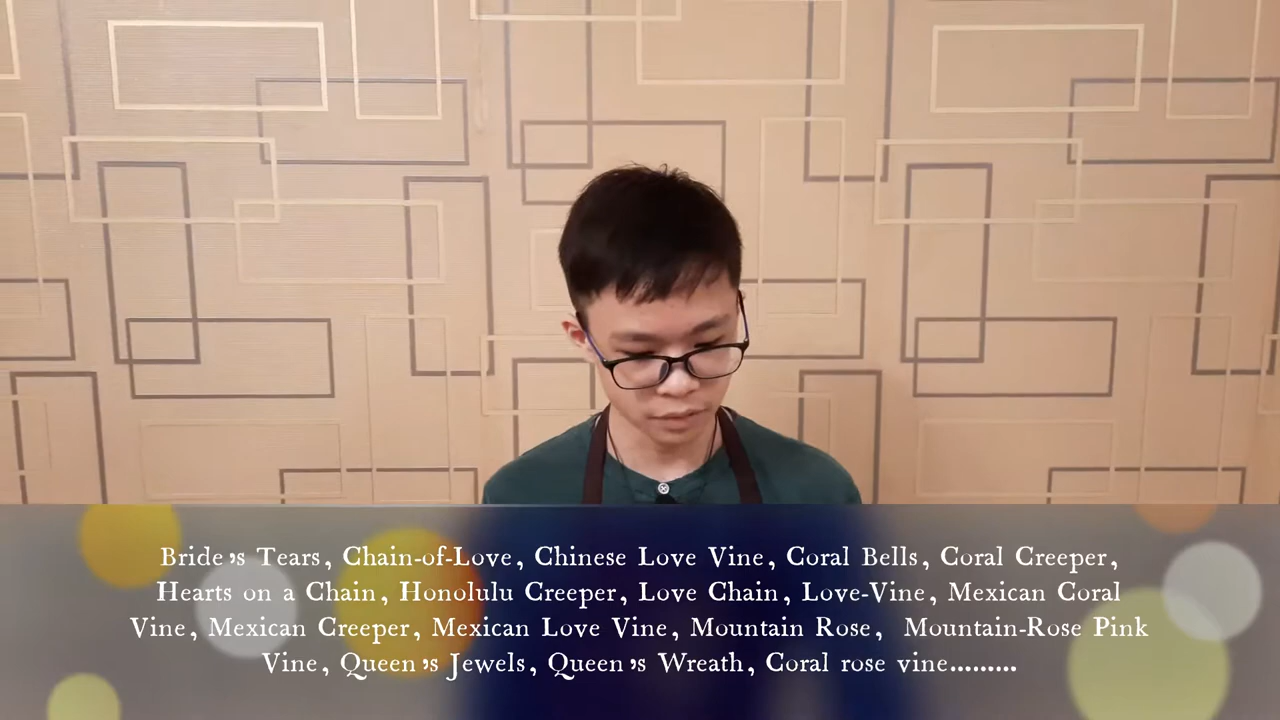 Bride's Tears, Chain-of-Love, Chinese Love Vine, Coral Bells, Coral Creeper,
Hearts on a Chain, Honolulu Creeper, Love Chain, Love-Vine, Mexican Coral
Vine, Mexican Creeper, Mexican Love Vine, Mountain Rose, Mountain-Rose Pink
Vine, Queen's Jewels, Queen's Wreath, Coral rose vine.........